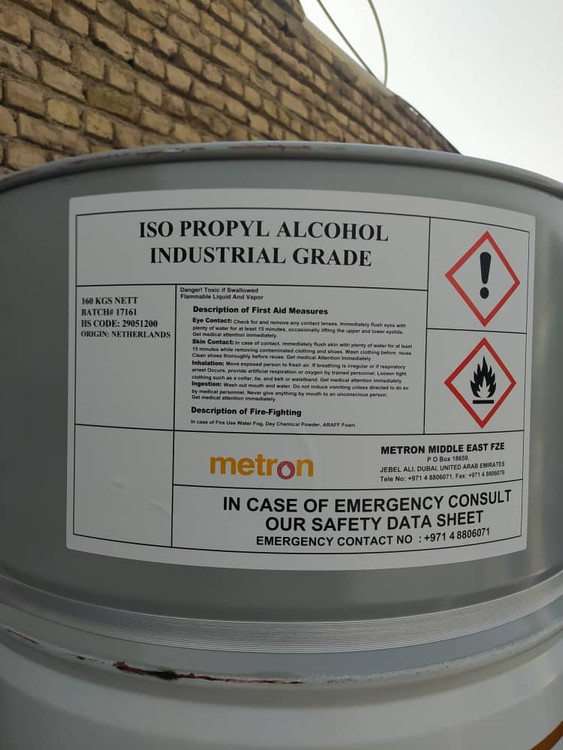 ISO PROPYL ALCOHOL
INDUSTRIAL GRADE
160 KGS NETT
BATCH# 17161
HS CODE: 29051200
ORIGIN: NETHERLANDS
Danger! Toxic if Swallowed
Flammable Liquid And Vapor
Description of First Aid Measures
Eye Contact: Check for and remove any contact lenses. Immediately flush eyes with
plenty of water for at least 15 minutes, occasionally lifting the upper and lower eyelids.
Get medical attention immediately.
Skin Contact: In case of contact, immediately flush skin with plenty of water for at least
15 minutes while removing contaminated clothing and shoes. Wash clothing before reuse.
Clean shoes thoroughly before reuse. Get medical Attention Immediately
Inhalation: Move exposed person to fresh air. If breathing is irregular or if respiratory
arrest Occurs, provide artificial respiration or oxygen by trained personnel. Loosen tight
clothing such as a collar, tie, and belt or waistband. Get medical attention immediately
Ingestion: Wash out mouth and water. Do not induce vomiting unless directed to do so
by medical personnel. Never give anything by mouth to an unconscious person.
Get medical attention immediately
Description of Fire-Fighting
In case of Fire Use Water Fog, Dey Chemical Powder, ARAFF Foam
metron
METRON MIDDLE EAST FZE
P O Box 18659,
JEBEL ALI, DUBAI, UNITED ARAB EMIRATES
Tele No: +971 4 8806071, Fax: +971 4 8806079
IN CASE OF EMERGENCY CONSULT
OUR SAFETY DATA SHEET
EMERGENCY CONTACT NO : +971 4 8806071